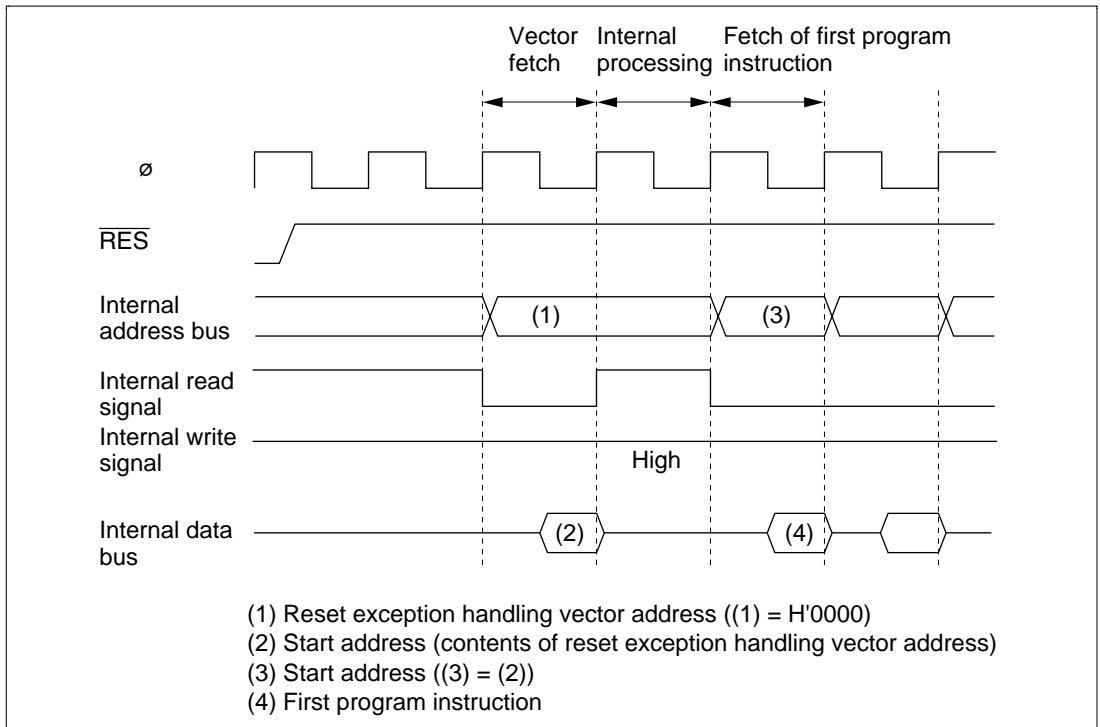 Vector fetch
Internal processing
Fetch of first program instruction
ø
RES
Internal address bus
(1)
(3)
Internal read signal
Internal write signal
High
Internal data bus
(2)
(4)
(1) Reset exception handling vector address ((1) = H'0000)
(2) Start address (contents of reset exception handling vector address)
(3) Start address ((3) = (2))
(4) First program instruction